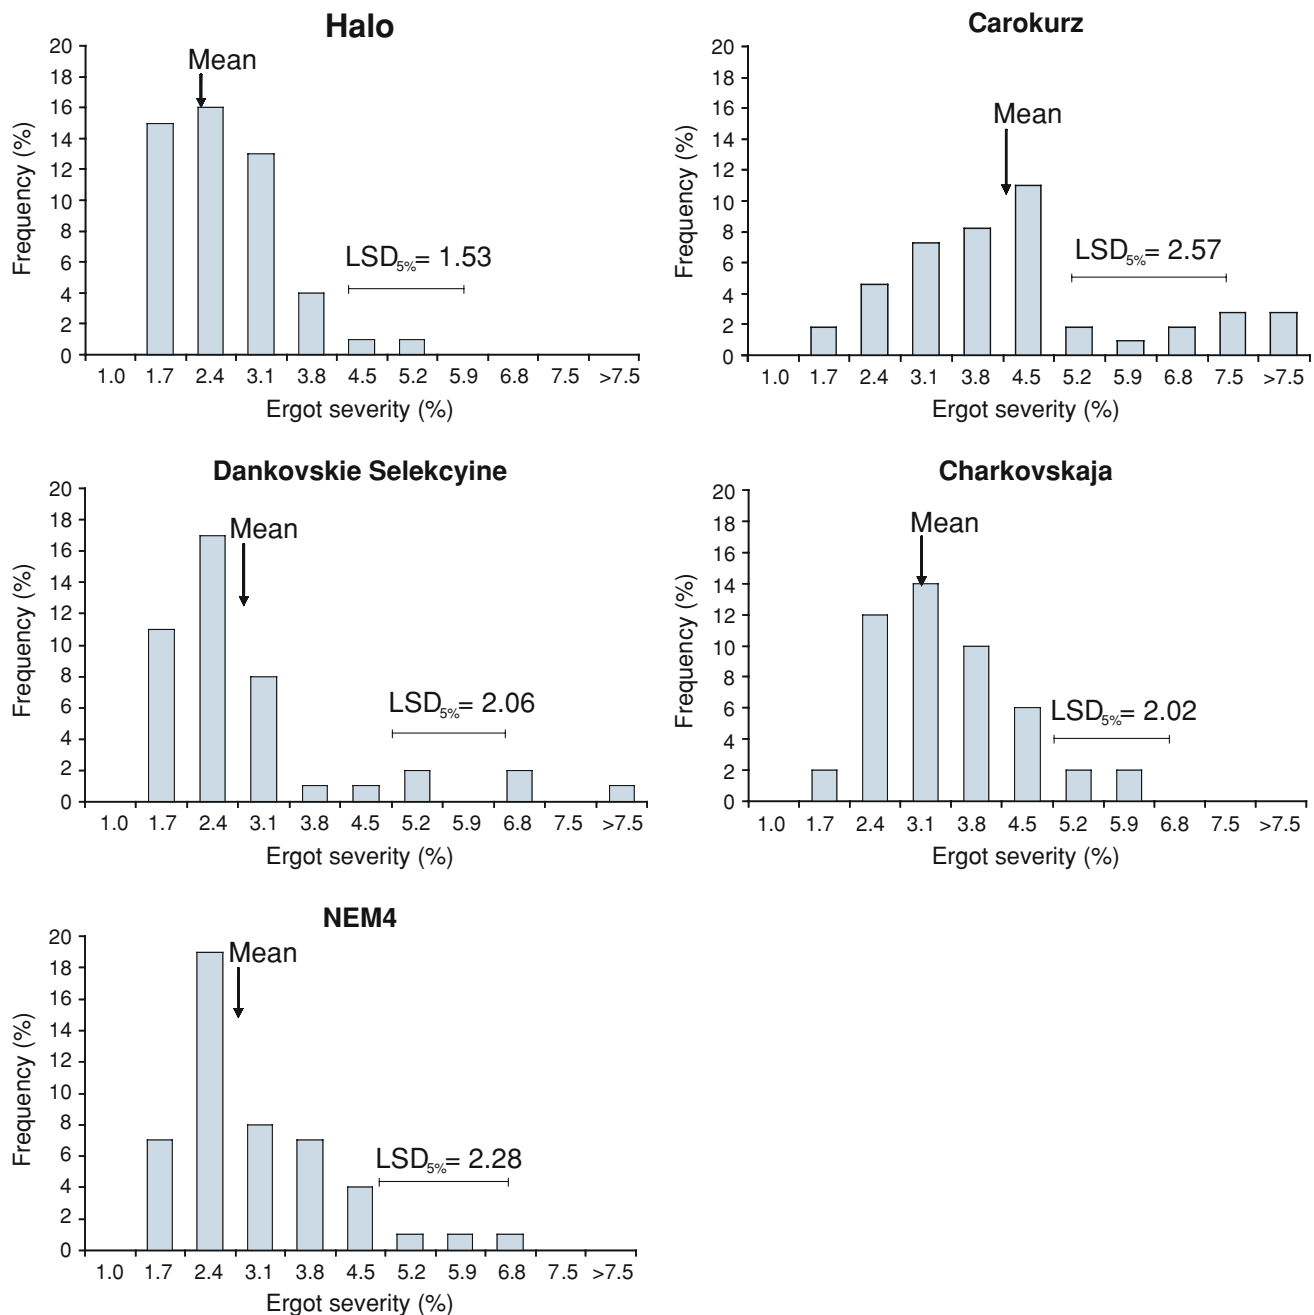 Halo
Mean
LSD5%= 1.53
Frequency (%)
20
18
16
14
12
10
8
6
4
2
0
1.0 1.7 2.4 3.1 3.8 4.5 5.2 5.9 6.8 7.5 >7.5
Ergot severity (%)
Carokurz
Mean
LSD5%= 2.57
Frequency (%)
20
18
16
14
12
10
8
6
4
2
0
1.0 1.7 2.4 3.1 3.8 4.5 5.2 5.9 6.8 7.5 >7.5
Ergot severity (%)
Dankovskie Selekcyine
Mean
LSD5%= 2.06
Frequency (%)
20
18
16
14
12
10
8
6
4
2
0
1.0 1.7 2.4 3.1 3.8 4.5 5.2 5.9 6.8 7.5 >7.5
Ergot severity (%)
Charkovskaja
Mean
LSD5%= 2.02
Frequency (%)
20
18
16
14
12
10
8
6
4
2
0
1.0 1.7 2.4 3.1 3.8 4.5 5.2 5.9 6.8 7.5 >7.5
Ergot severity (%)
NEM4
Mean
LSD5%= 2.28
Frequency (%)
20
18
16
14
12
10
8
6
4
2
0
1.0 1.7 2.4 3.1 3.8 4.5 5.2 5.9 6.8 7.5 >7.5
Ergot severity (%)